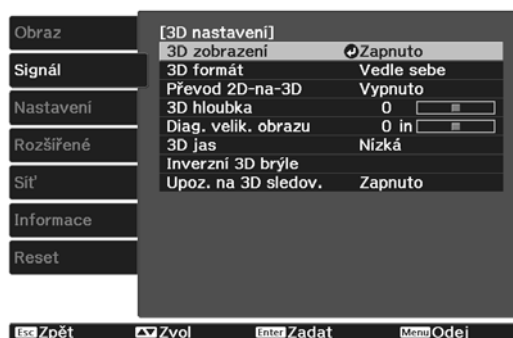 Obraz
Signál
Nastavení
Rozšířené
Síť
Informace
Reset
[3D nastavení]
3D zobrazení Zapnuto
3D formát Vedle sebe
Převod 2D-na-3D Vypnuto
3D hloubka 0
Diag. velik. obrazu 0 in
3D jas Nízká
Inverzní 3D brýle
Upoz. na 3D sledov. Zapnuto
Esc Zpět Zvol Enter Zadat Menu Odej